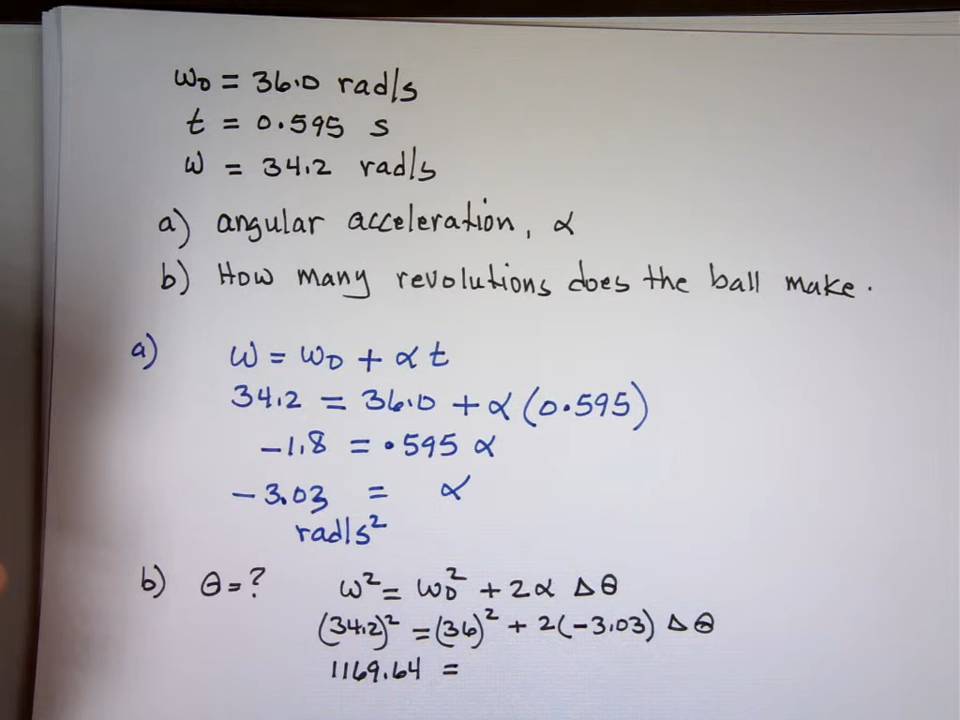 ω₀ = 36.0 rad/s
t = 0.595 s
ω = 34.2 rad/s
a) angular acceleration, α
b) How many revolutions does the ball make.
a) ω = ω₀ + αt
34.2 = 36.0 + α(0.595)
-1.8 = .595 α
-3.03 = α
rad/s²
b) θ = ? ω² = ω₀² + 2α Δθ
(34.2)² = (36)² + 2(-3.03) Δθ
1169.64 =